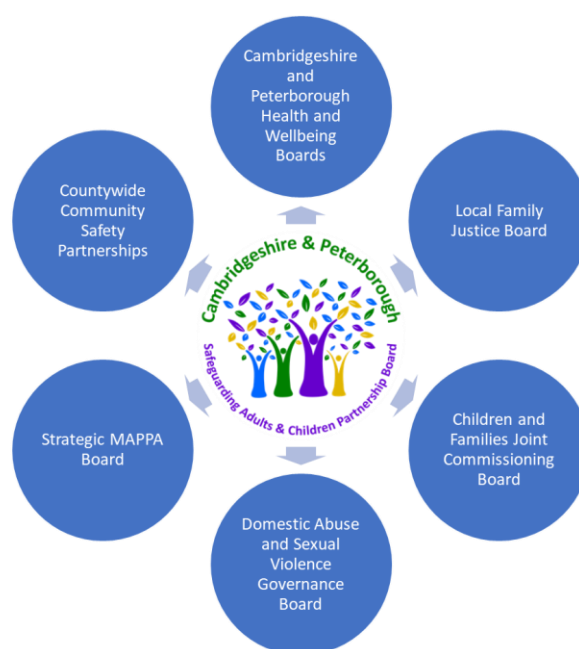 Cambridgeshire
and
Peterborough
Health and
Wellbeing
Boards
Countywide
Community
Safety
Partnerships
Local Family
Justice Board
Cambridgeshire & Peterborough
Safeguarding Adults & Children Partnership Board
Strategic MAPPA
Board
Children and
Families Joint
Commissioning
Board
Domestic Abuse
and Sexual
Violence
Governance
Board